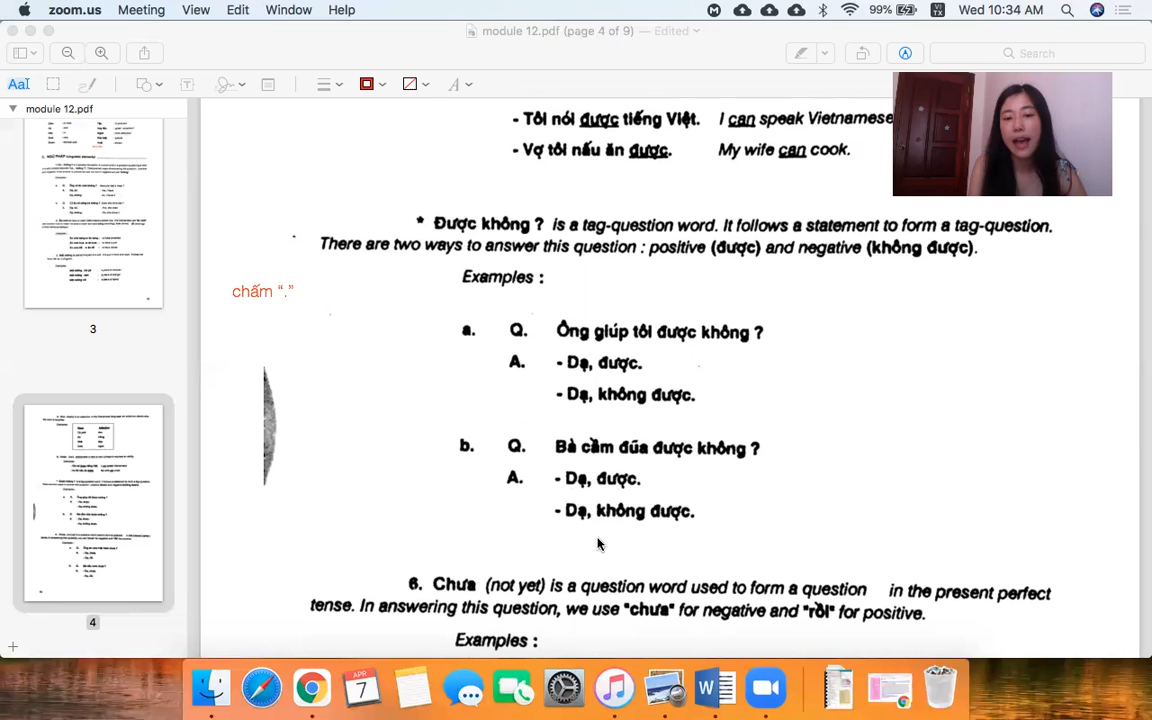 zoom.us Meeting View Edit Window Help 99% VI TX Wed 10:34 AM
module 12.pdf (page 4 of 9) — Edited
Search
AaI
module 12.pdf
- Tôi nói được tiếng Việt. I can speak Vietnamese
- Vợ tôi nấu ăn được. My wife can cook.
* Được không ? is a tag-question word. It follows a statement to form a tag-question.
There are two ways to answer this question : positive (được) and negative (không được).
Examples :
chấm “.”
a. Q. Ông giúp tôi được không ?
A. - Dạ, được.
- Dạ, không được.
3
b. Q. Bà cầm đũa được không ?
A. - Dạ, được.
- Dạ, không được.
6. Chưa (not yet) is a question word used to form a question in the present perfect
tense. In answering this question, we use "chưa" for negative and "rồi" for positive.
Examples :
4
APR
7
W